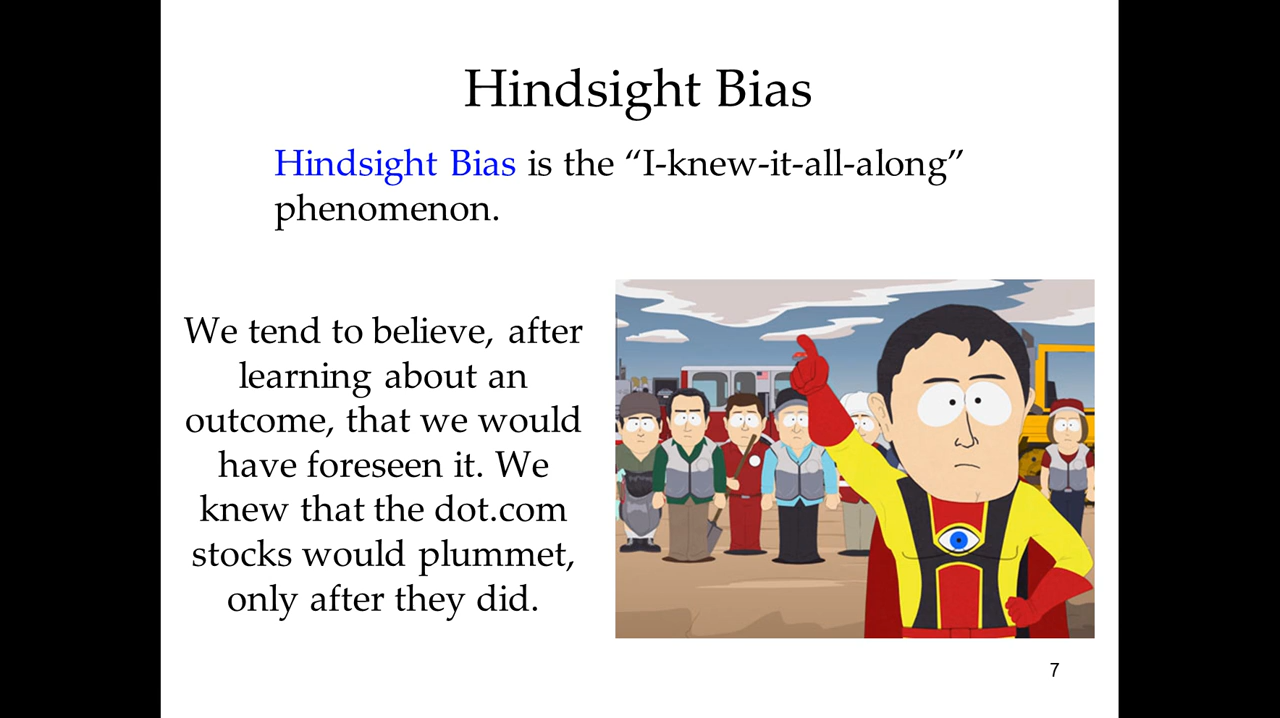 Hindsight Bias
Hindsight Bias is the “I-knew-it-all-along”
phenomenon.
We tend to believe, after
learning about an
outcome, that we would
have foreseen it. We
knew that the dot.com
stocks would plummet,
only after they did.
7